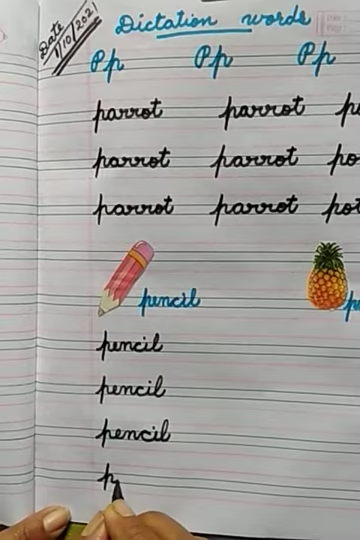 Date
1/10/2021
Dictation words
Pp Pp Pp
parrot parrot
parrot parrot
parrot parrot
pencil
pencil
pencil
pencil
p